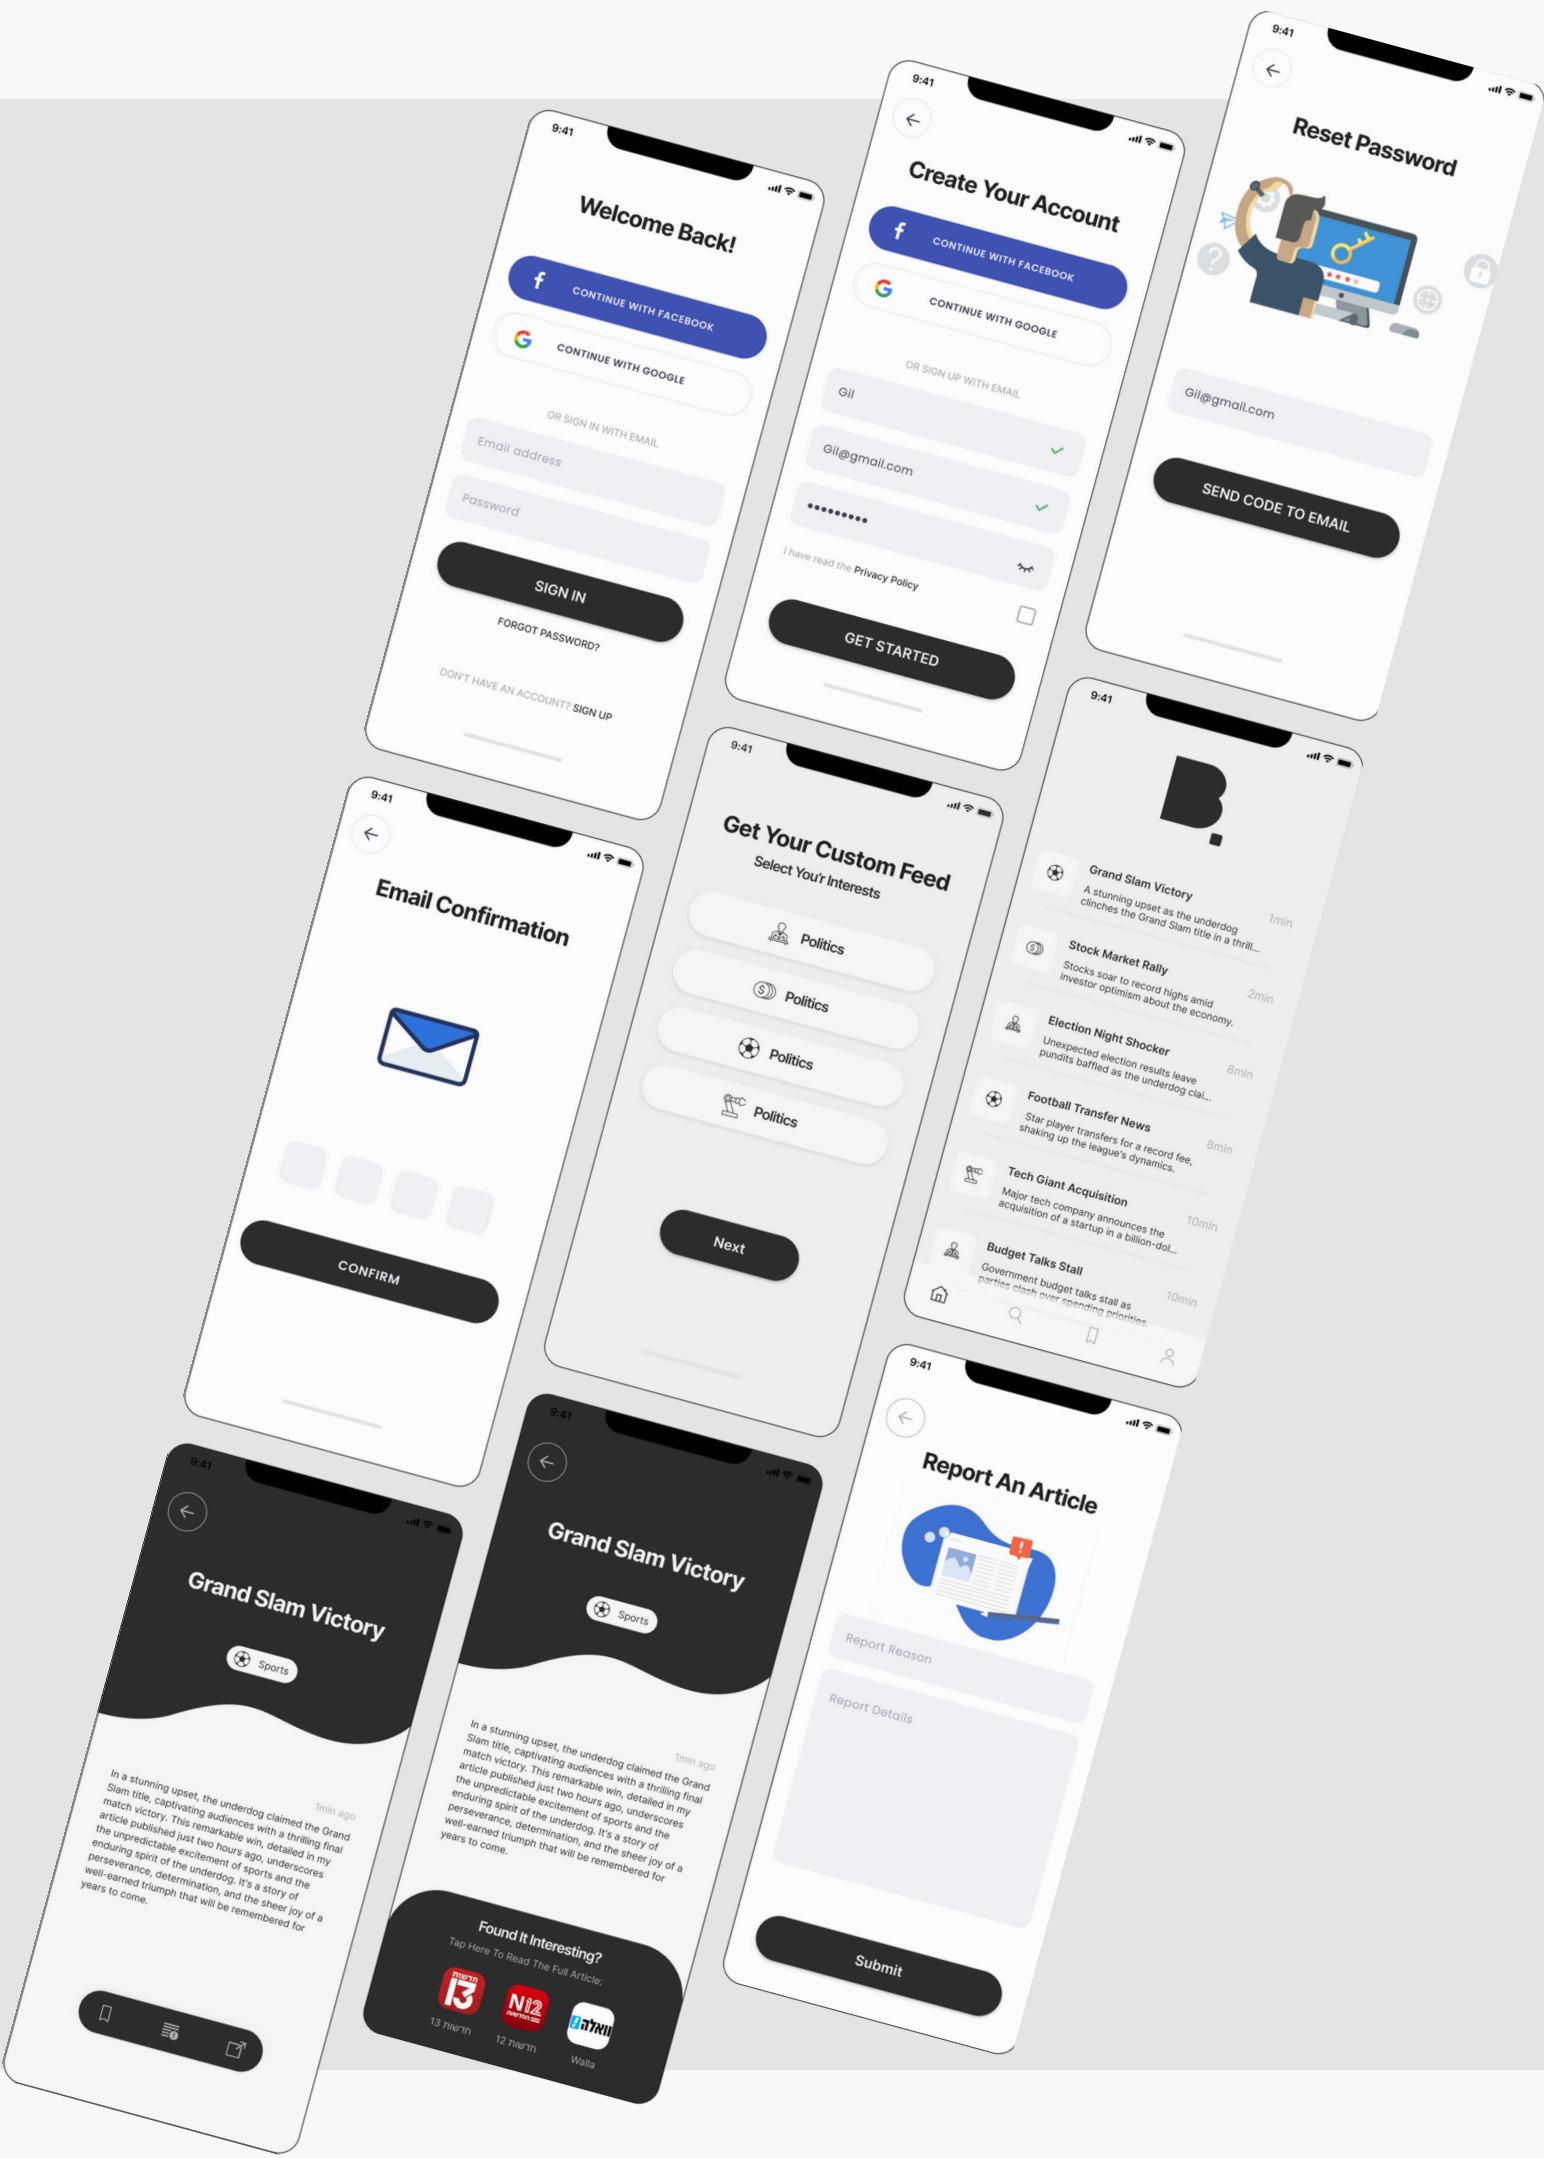 9:41
Welcome Back!
CONTINUE WITH FACEBOOK
CONTINUE WITH GOOGLE
OR SIGN IN WITH EMAIL
Email address
Password
SIGN IN
FORGOT PASSWORD?
DON'T HAVE AN ACCOUNT? SIGN UP
9:41
Create Your Account
CONTINUE WITH FACEBOOK
CONTINUE WITH GOOGLE
OR SIGN UP WITH EMAIL
Gil
Gil@gmail.com
I have read the Privacy Policy
GET STARTED
9:41
Reset Password
Gil@gmail.com
SEND CODE TO EMAIL
9:41
Email Confirmation
CONFIRM
9:41
Get Your Custom Feed
Select You'r Interests
Politics
Politics
Politics
Politics
Next
9:41
B.
Grand Slam Victory
A stunning upset as the underdog
clinches the Grand Slam title in a thrill...
1min
Stock Market Rally
Stocks soar to record highs amid
investor optimism about the economy.
2min
Election Night Shocker
Unexpected election results leave
pundits baffled as the underdog clai...
8min
Football Transfer News
Star player transfers for a record fee,
shaking up the league's dynamics.
8min
Tech Giant Acquisition
Major tech company announces the
acquisition of a startup in a billion-dol...
10min
Budget Talks Stall
Government budget talks stall as
parties clash over spending priorities.
10min
9:41
Grand Slam Victory
Sports
1min ago
In a stunning upset, the underdog claimed the Grand
Slam title, captivating audiences with a thrilling final
match victory. This remarkable win, detailed in my
article published just two hours ago, underscores
the unpredictable excitement of sports and the
enduring spirit of the underdog. It's a story of
perseverance, determination, and the sheer joy of a
well-earned triumph that will be remembered for
years to come.
9:41
Grand Slam Victory
Sports
1min ago
In a stunning upset, the underdog claimed the Grand
Slam title, captivating audiences with a thrilling final
match victory. This remarkable win, detailed in my
article published just two hours ago, underscores
the unpredictable excitement of sports and the
enduring spirit of the underdog. It's a story of
perseverance, determination, and the sheer joy of a
well-earned triumph that will be remembered for
years to come.
Found It Interesting?
Tap Here To Read The Full Article:
חדשות
13
חדשות 13
N12
החדשות
חדשות 12
וואלה!
Walla
9:41
Report An Article
Report Reason
Report Details
Submit